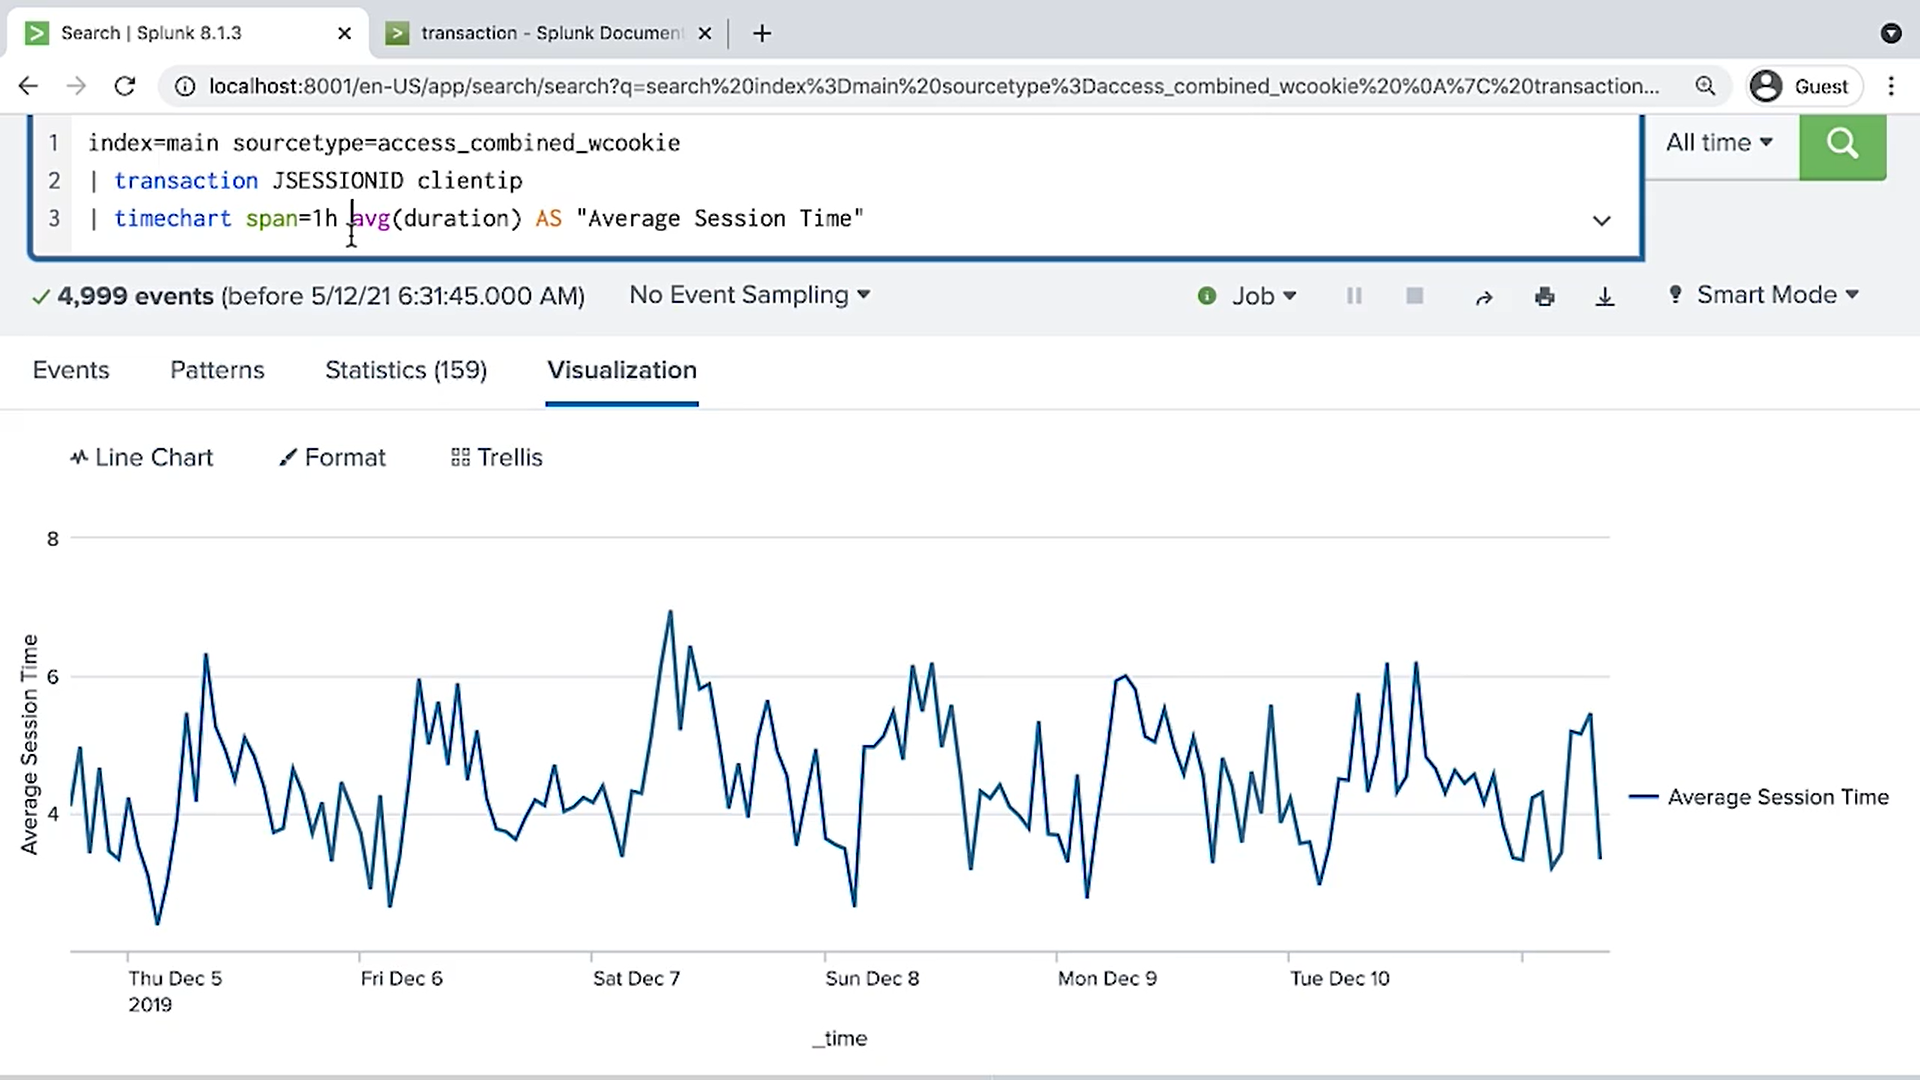 Search | Splunk 8.1.3
transaction - Splunk Documen
localhost:8001/en-US/app/search/search?q=search%20index%3Dmain%20sourcetype%3Daccess_combined_wcookie%20%0A%7C%20transaction...
Guest
1 index=main sourcetype=access_combined_wcookie
2 | transaction JSESSIONID clientip
3 | timechart span=1h avg(duration) AS "Average Session Time"
All time
4,999 events (before 5/12/21 6:31:45.000 AM)
No Event Sampling
Job
Smart Mode
Events
Patterns
Statistics (159)
Visualization
Line Chart
Format
Trellis
8
6
4
Average Session Time
Average Session Time
Thu Dec 5
2019
Fri Dec 6
Sat Dec 7
Sun Dec 8
Mon Dec 9
Tue Dec 10
_time